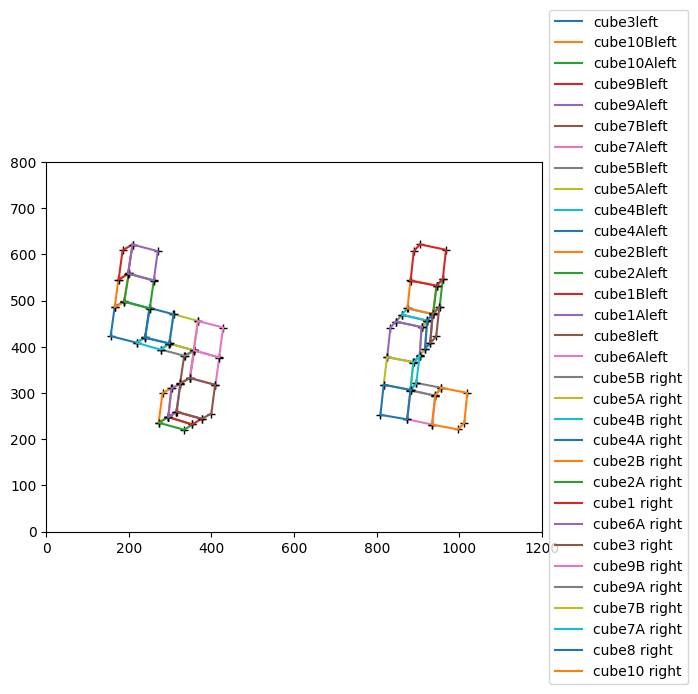 800
700
600
500
400
300
200
100
0
0
200
400
600
800
1000
1200
cube3left
cube10Bleft
cube10Aleft
cube9Bleft
cube9Aleft
cube7Bleft
cube7Aleft
cube5Bleft
cube5Aleft
cube4Bleft
cube4Aleft
cube2Bleft
cube2Aleft
cube1Bleft
cube1Aleft
cube8left
cube6Aleft
cube5B right
cube5A right
cube4B right
cube4A right
cube2B right
cube2A right
cube1 right
cube6A right
cube3 right
cube9B right
cube9A right
cube7B right
cube7A right
cube8 right
cube10 right